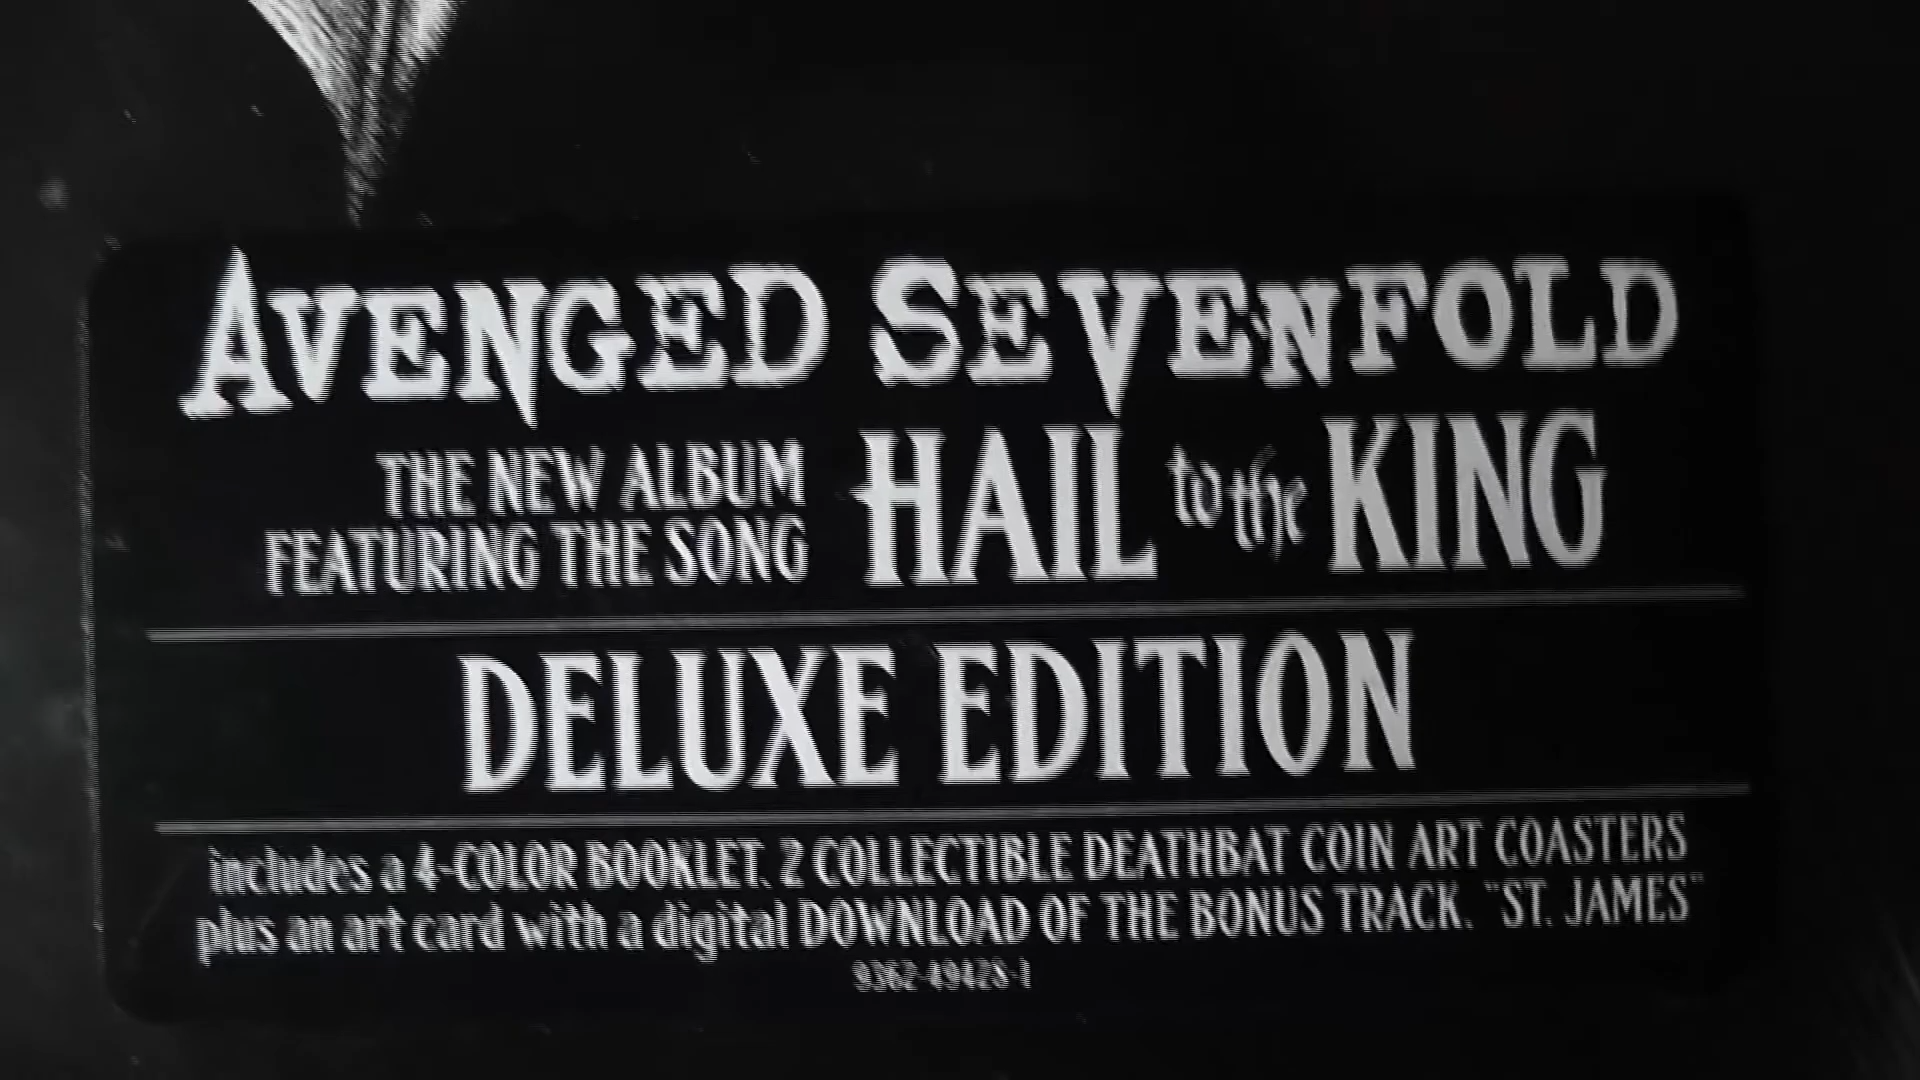 AVENGED SEVENFOLD
THE NEW ALBUM
FEATURING THE SONG
HAIL to the KING
DELUXE EDITION
includes a 4-COLOR BOOKLET, 2 COLLECTIBLE DEATHBAT COIN ART COASTERS
plus an art card with a digital DOWNLOAD OF THE BONUS TRACK, "ST. JAMES"
9362-49428-1